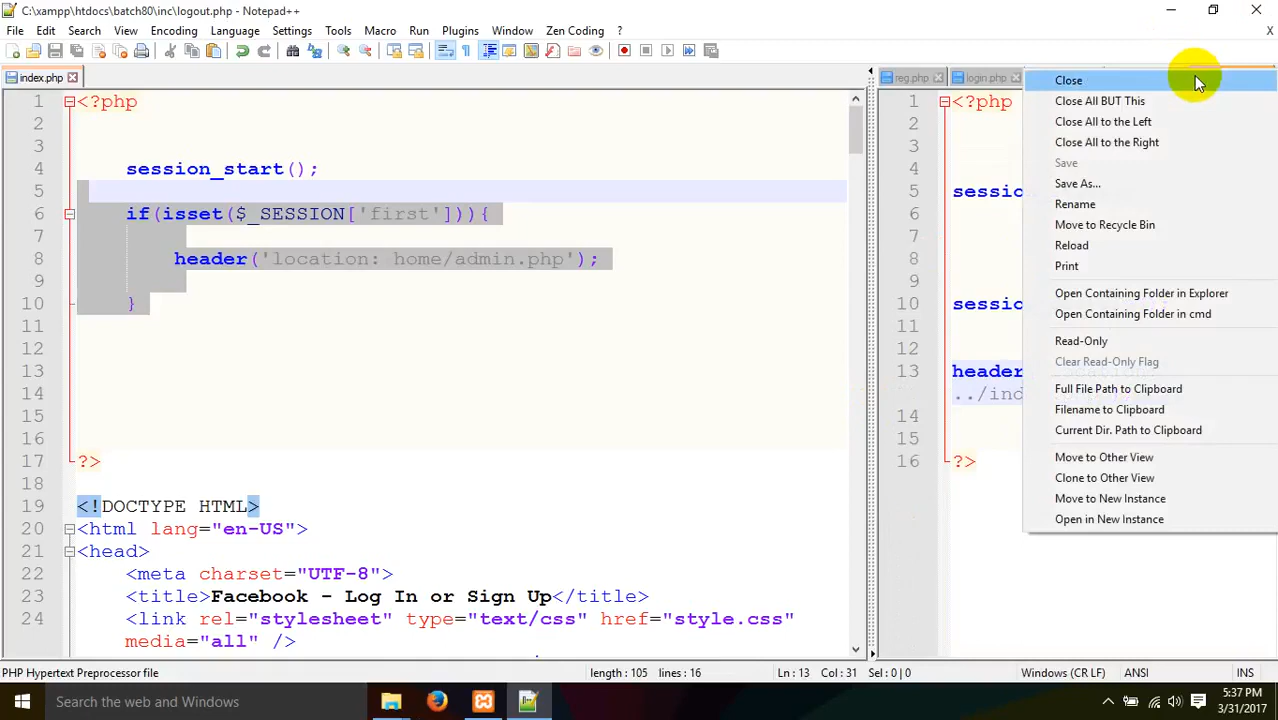 C:\xampp\htdocs\batch80\inc\logout.php - Notepad++
File Edit Search View Encoding Language Settings Tools Macro Run Plugins Window Zen Coding ? X
index.php
reg.php login.php
1 <?php
2
3
4 session_start();
5
6 if(isset($_SESSION['first'])){
7
8 header('location: home/admin.php');
9
10 }
11
12
13
14
15
16
17 ?>
18
19 <!DOCTYPE HTML>
20 <html lang="en-US">
21 <head>
22 <meta charset="UTF-8">
23 <title>Facebook - Log In or Sign Up</title>
24 <link rel="stylesheet" type="text/css" href="style.css"
media="all" />
1 <?php
2
3
4
5 sessio
6
7
8
9
10 sessio
11
12
13 header
../ind
14
15
16 ?>
Close
Close All BUT This
Close All to the Left
Close All to the Right
Save
Save As...
Rename
Move to Recycle Bin
Reload
Print
Open Containing Folder in Explorer
Open Containing Folder in cmd
Read-Only
Clear Read-Only Flag
Full File Path to Clipboard
Filename to Clipboard
Current Dir. Path to Clipboard
Move to Other View
Clone to Other View
Move to New Instance
Open in New Instance
PHP Hypertext Preprocessor file length : 105 lines : 16 Ln : 13 Col : 31 Sel : 0 | 0 Windows (CR LF) ANSI INS
Search the web and Windows
5:37 PM
3/31/2017